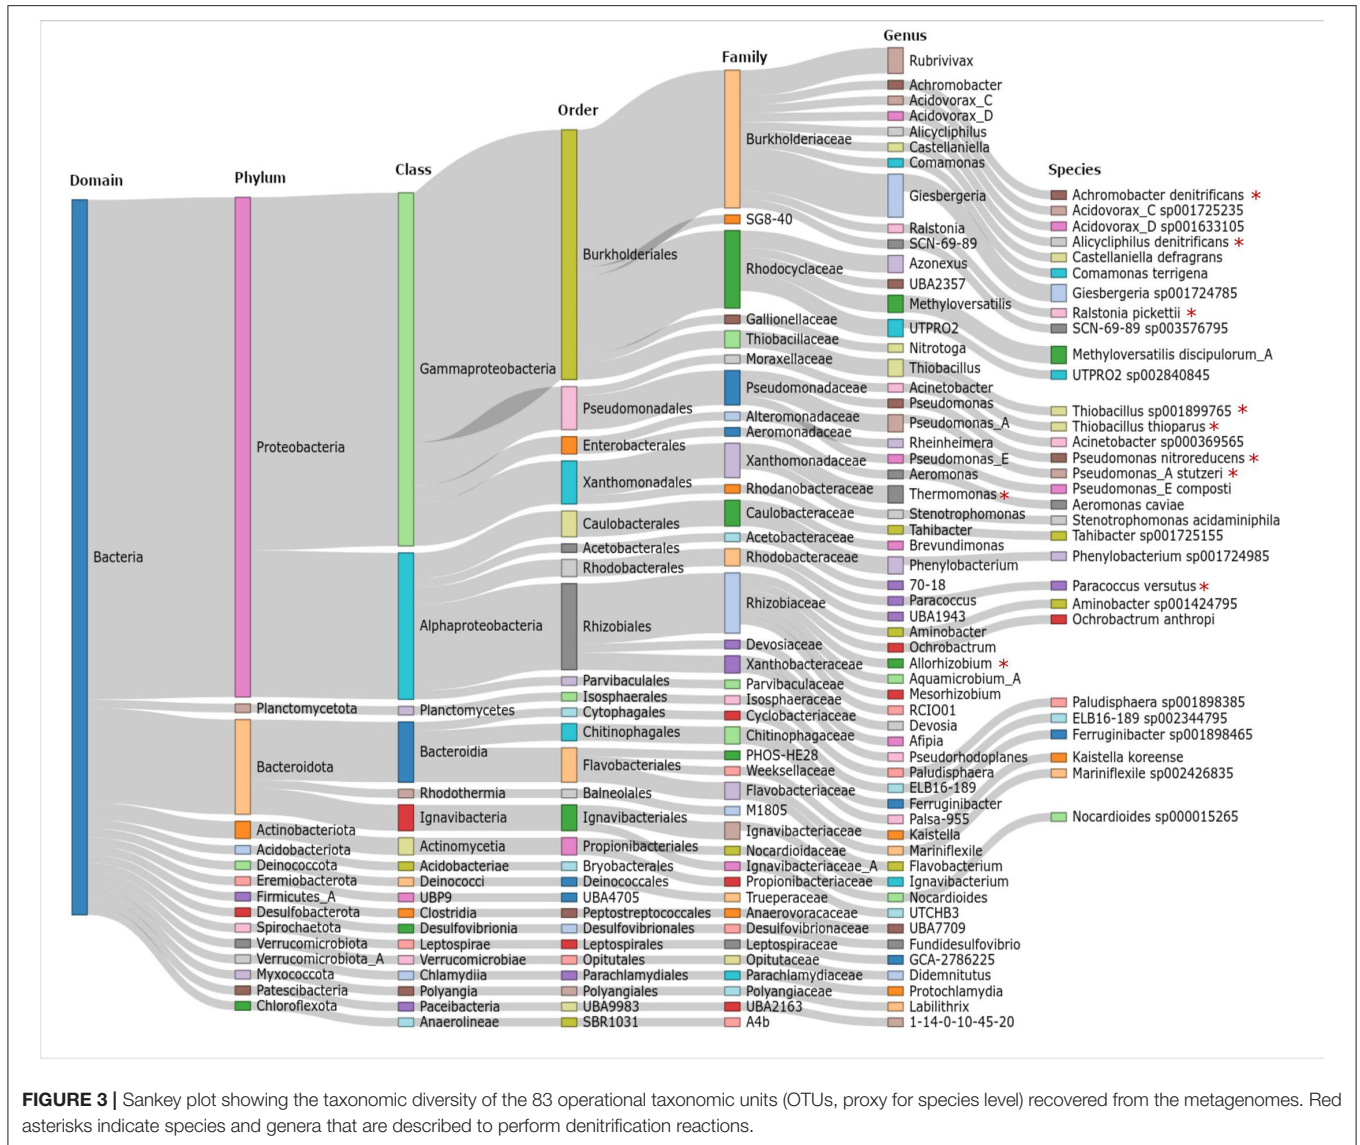 Domain
Phylum
Class
Order
Family
Genus
Species
Bacteria
Proteobacteria
Planctomycetota
Bacteroidota
Actinobacteriota
Acidobacteriota
Deinococcota
Eremiobacterota
Firmicutes_A
Desulfobacterota
Spirochaetota
Verrucomicrobiota
Verrucomicrobiota_A
Myxococcota
Patescibacteria
Chloroflexota
Gammaproteobacteria
Alphaproteobacteria
Planctomycetes
Bacteroidia
Rhodothermia
Ignavibacteria
Actinomycetia
Acidobacteriae
Deinococci
UBP9
Clostridia
Desulfovibrionia
Leptospirae
Verrucomicrobiae
Chlamydiia
Polyangia
Paceibacteria
Anaerolineae
Burkholderiales
Pseudomonadales
Enterobacterales
Xanthomonadales
Caulobacterales
Acetobacterales
Rhodobacterales
Rhizobiales
Parvibaculales
Isosphaerales
Cytophagales
Chitinophagales
Flavobacteriales
Balneolales
Ignavibacteriales
Propionibacteriales
Bryobacterales
Deinococcales
UBA4705
Peptostreptococcales
Desulfovibrionales
Leptospirales
Opitutales
Parachlamydiales
Polyangiales
UBA9983
SBR1031
Burkholderiaceae
SG8-40
Rhodocyclaceae
Gallionellaceae
Thiobacillaceae
Moraxellaceae
Pseudomonadaceae
Alteromonadaceae
Aeromonadaceae
Xanthomonadaceae
Rhodanobacteraceae
Caulobacteraceae
Acetobacteraceae
Rhodobacteraceae
Rhizobiaceae
Devosiaceae
Xanthobacteraceae
Parvibaculaceae
Isosphaeraceae
Cyclobacteriaceae
Chitinophagaceae
PHOS-HE28
Weeksellaceae
Flavobacteriaceae
M1805
Ignavibacteriaceae
Nocardioidaceae
Ignavibacteriaceae_A
Propionibacteriaceae
Trueperaceae
Anaerovoracaceae
Desulfovibrionaceae
Leptospiraceae
Opitutaceae
Parachlamydiaceae
Polyangiaceae
UBA2163
A4b
Rubrivivax
Achromobacter
Acidovorax_C
Acidovorax_D
Alicycliphilus
Castellaniella
Comamonas
Giesbergeria
Ralstonia
SCN-69-89
Azonexus
UBA2357
Methyloversatilis
UTPRO2
Nitrotoga
Thiobacillus
Acinetobacter
Pseudomonas
Pseudomonas_A
Rheinheimera
Pseudomonas_E
Aeromonas
Thermomonas *
Stenotrophomonas
Tahibacter
Brevundimonas
Phenylobacterium
70-18
Paracoccus
UBA1943
Aminobacter
Ochrobactrum
Allorhizobium *
Aquamicrobium_A
Mesorhizobium
RCIO01
Devosia
Afipia
Pseudorhodoplanes
Paludisphaera
ELB16-189
Ferruginibacter
Palsa-955
Kaistella
Mariniflexile
Flavobacterium
Ignavibacterium
Nocardioides
UTCHB3
UBA7709
Fundidesulfovibrio
GCA-2786225
Didemnitutus
Protochlamydia
Labilithrix
1-14-0-10-45-20
Achromobacter denitrificans *
Acidovorax_C sp001725235
Acidovorax_D sp001633105
Alicycliphilus denitrificans *
Castellaniella defragrans
Comamonas terrigena
Giesbergeria sp001724785
Ralstonia pickettii *
SCN-69-89 sp003576795
Methyloversatilis discipulorum_A
UTPRO2 sp002840845
Thiobacillus sp001899765 *
Thiobacillus thioparus *
Acinetobacter sp000369565
Pseudomonas nitroreducens *
Pseudomonas_A stutzeri *
Pseudomonas_E composti
Aeromonas caviae
Stenotrophomonas acidaminiphila
Tahibacter sp001725155
Phenylobacterium sp001724985
Paracoccus versutus *
Aminobacter sp001424795
Ochrobactrum anthropi
Paludisphaera sp001898385
ELB16-189 sp002344795
Ferruginibacter sp001898465
Kaistella koreense
Mariniflexile sp002426835
Nocardioides sp000015265
FIGURE 3 | Sankey plot showing the taxonomic diversity of the 83 operational taxonomic units (OTUs, proxy for species level) recovered from the metagenomes. Red
asterisks indicate species and genera that are described to perform denitrification reactions.